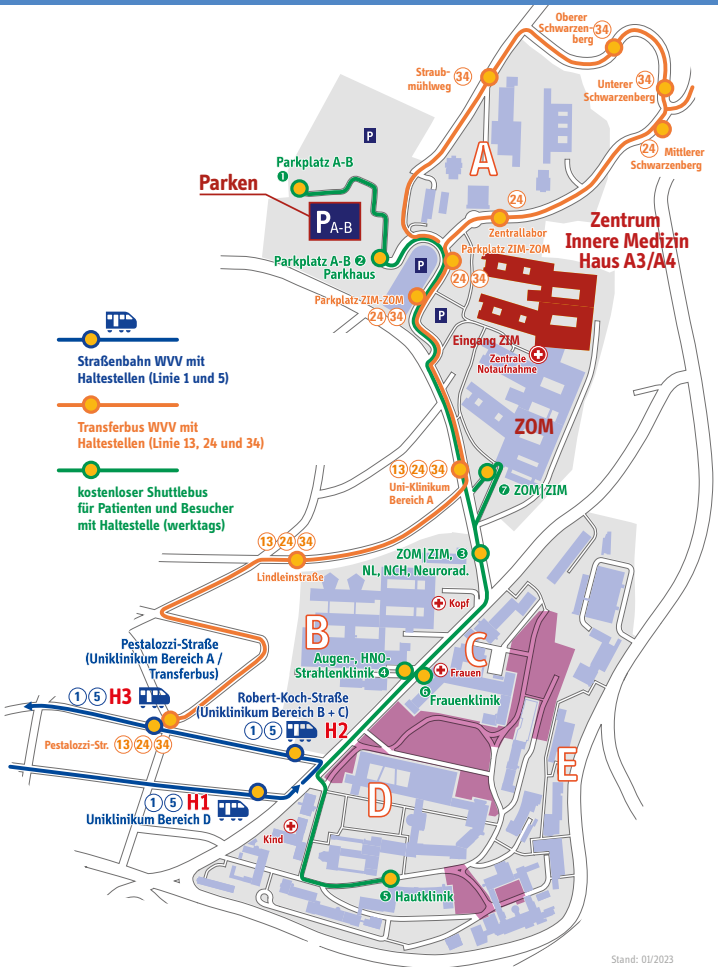 Oberer
Schwarzen-
berg
34
Straub-
mühlweg
34
Unterer
Schwarzenberg
34
24
Mittlerer
Schwarzenberg
P
A
Parkplatz A-B
1
Parken
P A-B
24
Zentrallabor
Zentrum
Innere Medizin
Haus A3/A4
Parkplatz A-B 2
Parkhaus
P
Parkplatz ZIM-ZOM
24 34
Parkplatz-ZIM-ZOM
24 34
P
Eingang ZIM
Zentrale
Notaufnahme
Straßenbahn WVV mit
Haltestellen (Linie 1 und 5)
Transferbus WVV mit
Haltestellen (Linie 13, 24 und 34)
kostenloser Shuttlebus
für Patienten und Besucher
mit Haltestelle (werktags)
ZOM
13 24 34
Uni-Klinikum
Bereich A
7 ZOM|ZIM
13 24 34
Lindleinstraße
ZOM|ZIM, 3
NL, NCH, Neurorad.
Kopf
B
C
Pestalozzi-Straße
(Uniklinikum Bereich A /
Transferbus)
1 5 H3
Augen-, HNO-
Strahlenklinik 4
Frauen
6
Frauenklinik
Robert-Koch-Straße
(Uniklinikum Bereich B + C)
1 5 H2
Pestalozzi-Str. 13 24 34
E
D
1 5 H1
Uniklinikum Bereich D
Kind
5 Hautklinik
Stand: 01/2023